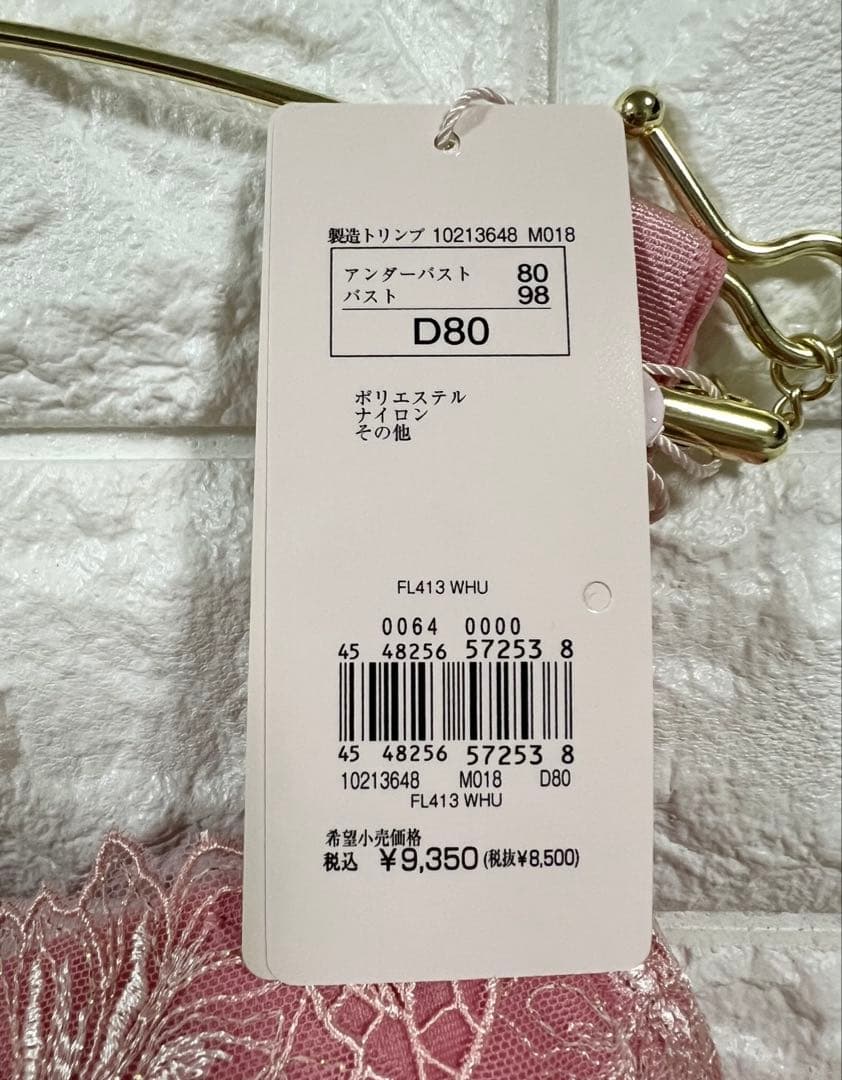 製造トリンプ 10213648 M018
アンダーバスト 80
バスト 98
D80
ポリエステル
ナイロン
その他
FL413 WHU
0064 0000
45 48256 57253 8
45 48256 57253 8
10213648 M018 D80
FL413 WHU
希望小売価格
税込 ¥9,350(税抜¥8,500)